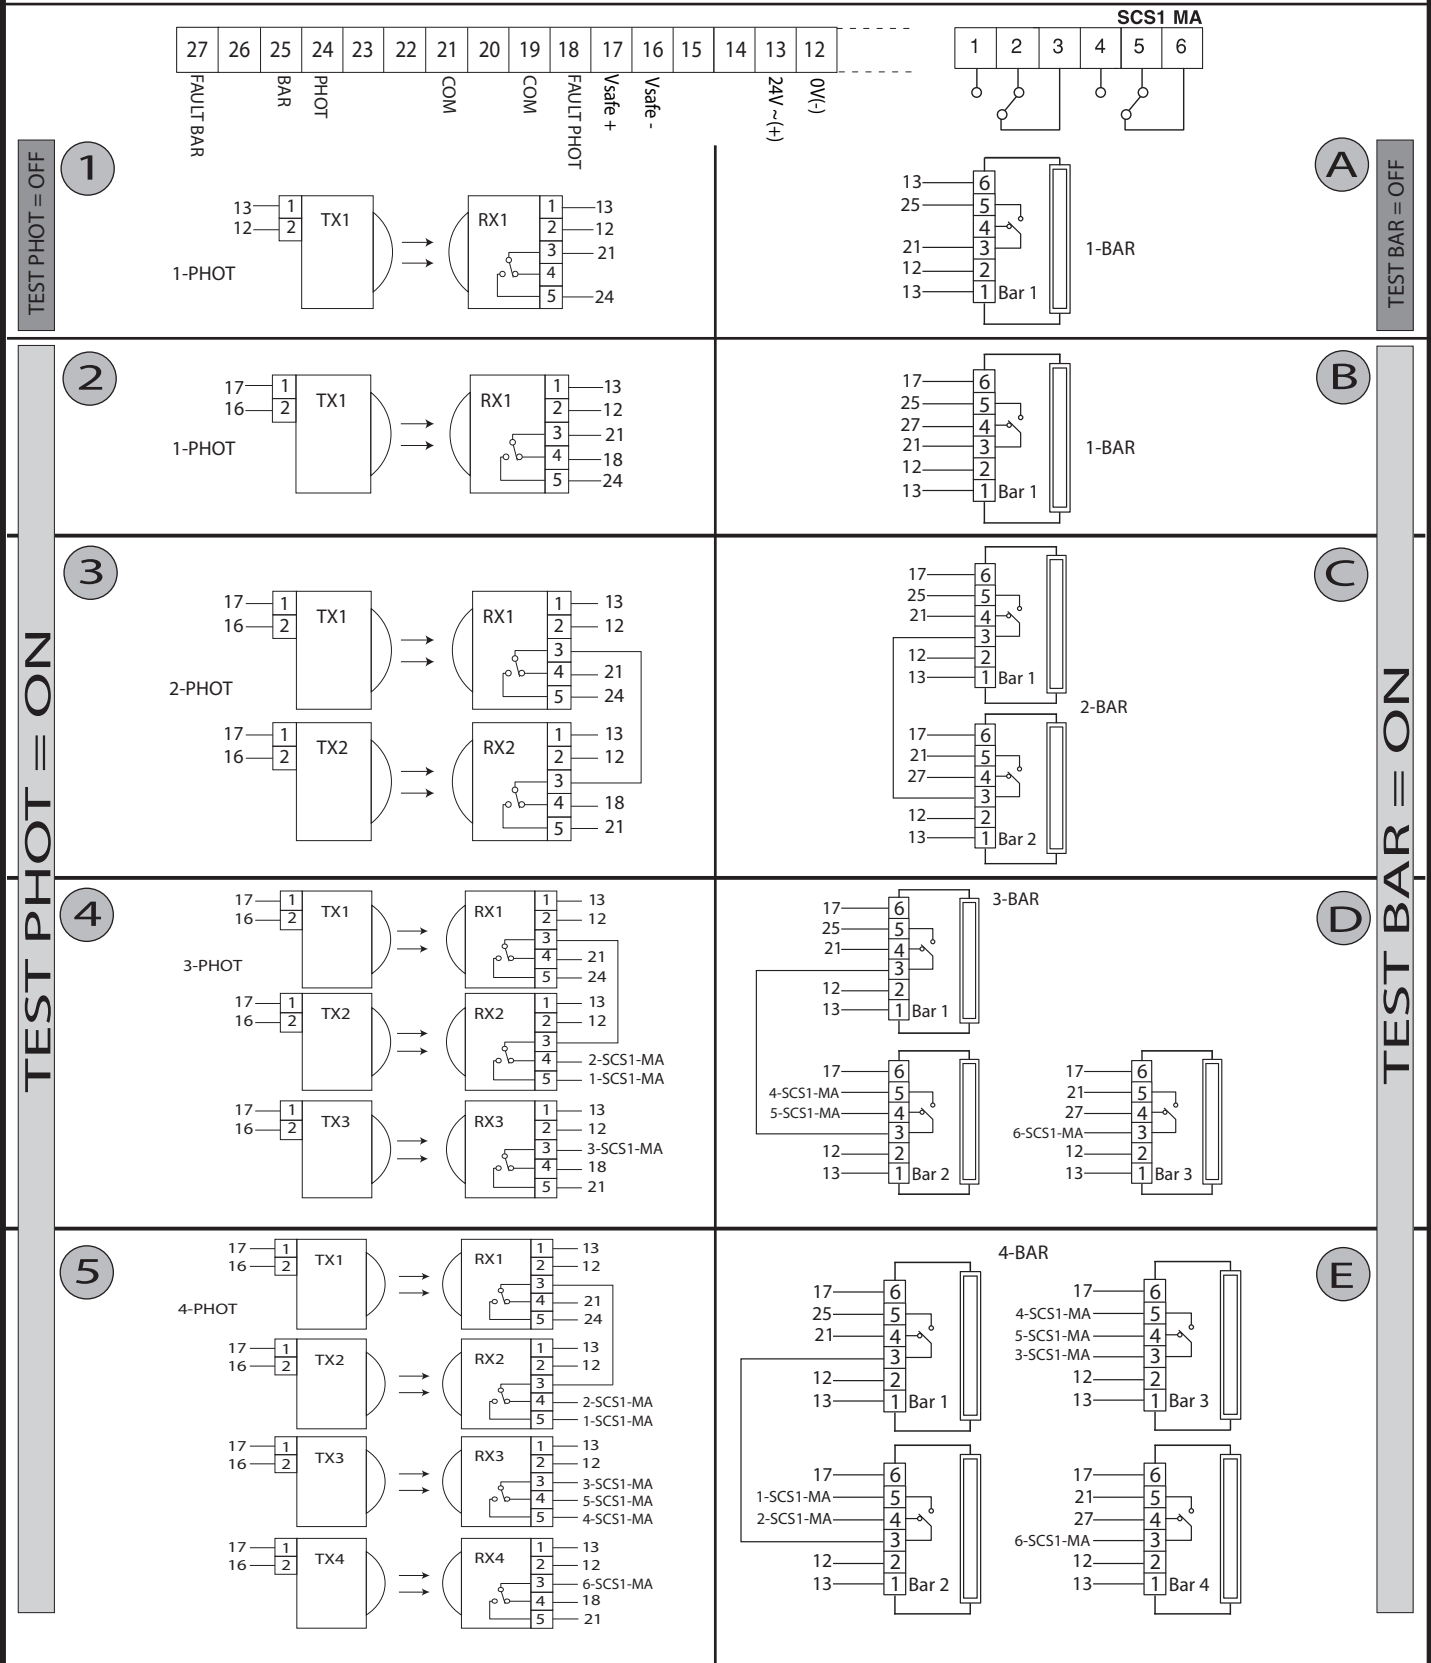 SCS1 MA
27 26 25 24 23 22 21 20 19 18 17 16 15 14 13 12
1 2 3 4 5 6
FAULT BAR
BAR
PHOT
COM
COM
FAULT PHOT
Vsafe +
Vsafe -
24V ~(+)
0V(-)
TEST PHOT = OFF
1
13 1 TX1
12 2
1-PHOT
RX1 1 13
2 12
3 21
4
5 24
A
TEST BAR = OFF
13 6
25 5
4
21 3
12 2
13 1 Bar 1
1-BAR
TEST PHOT = ON
2
17 1 TX1
16 2
1-PHOT
RX1 1 13
2 12
3 21
4 18
5 24
B
TEST BAR = ON
17 6
25 5
27 4
21 3
12 2
13 1 Bar 1
1-BAR
3
17 1 TX1
16 2
RX1 1 13
2 12
3
4 21
5 24
2-PHOT
17 1 TX2
16 2
RX2 1 13
2 12
3
4 18
5 21
C
17 6
25 5
21 4
3
12 2
13 1 Bar 1
2-BAR
17 6
21 5
27 4
3
12 2
13 1 Bar 2
4
17 1 TX1
16 2
RX1 1 13
2 12
3
4 21
5 24
3-PHOT
17 1 TX2
16 2
RX2 1 13
2 12
3
4 2-SCS1-MA
5 1-SCS1-MA
17 1 TX3
16 2
RX3 1 13
2 12
3 3-SCS1-MA
4 18
5 21
D
3-BAR
17 6
25 5
21 4
3
12 2
13 1 Bar 1
17 6
4-SCS1-MA 5
5-SCS1-MA 4
3
12 2
13 1 Bar 2
17 6
21 5
27 4
6-SCS1-MA 3
12 2
13 1 Bar 3
5
17 1 TX1
16 2
RX1 1 13
2 12
3
4 21
5 24
4-PHOT
17 1 TX2
16 2
RX2 1 13
2 12
3
4 2-SCS1-MA
5 1-SCS1-MA
17 1 TX3
16 2
RX3 1 13
2 12
3 3-SCS1-MA
4 5-SCS1-MA
5 4-SCS1-MA
17 1 TX4
16 2
RX4 1 13
2 12
3 6-SCS1-MA
4 18
5 21
E
4-BAR
17 6
25 5
21 4
3
12 2
13 1 Bar 1
17 6
4-SCS1-MA 5
5-SCS1-MA 4
3-SCS1-MA 3
12 2
13 1 Bar 3
17 6
1-SCS1-MA 5
2-SCS1-MA 4
3
12 2
13 1 Bar 2
17 6
21 5
27 4
6-SCS1-MA 3
12 2
13 1 Bar 4